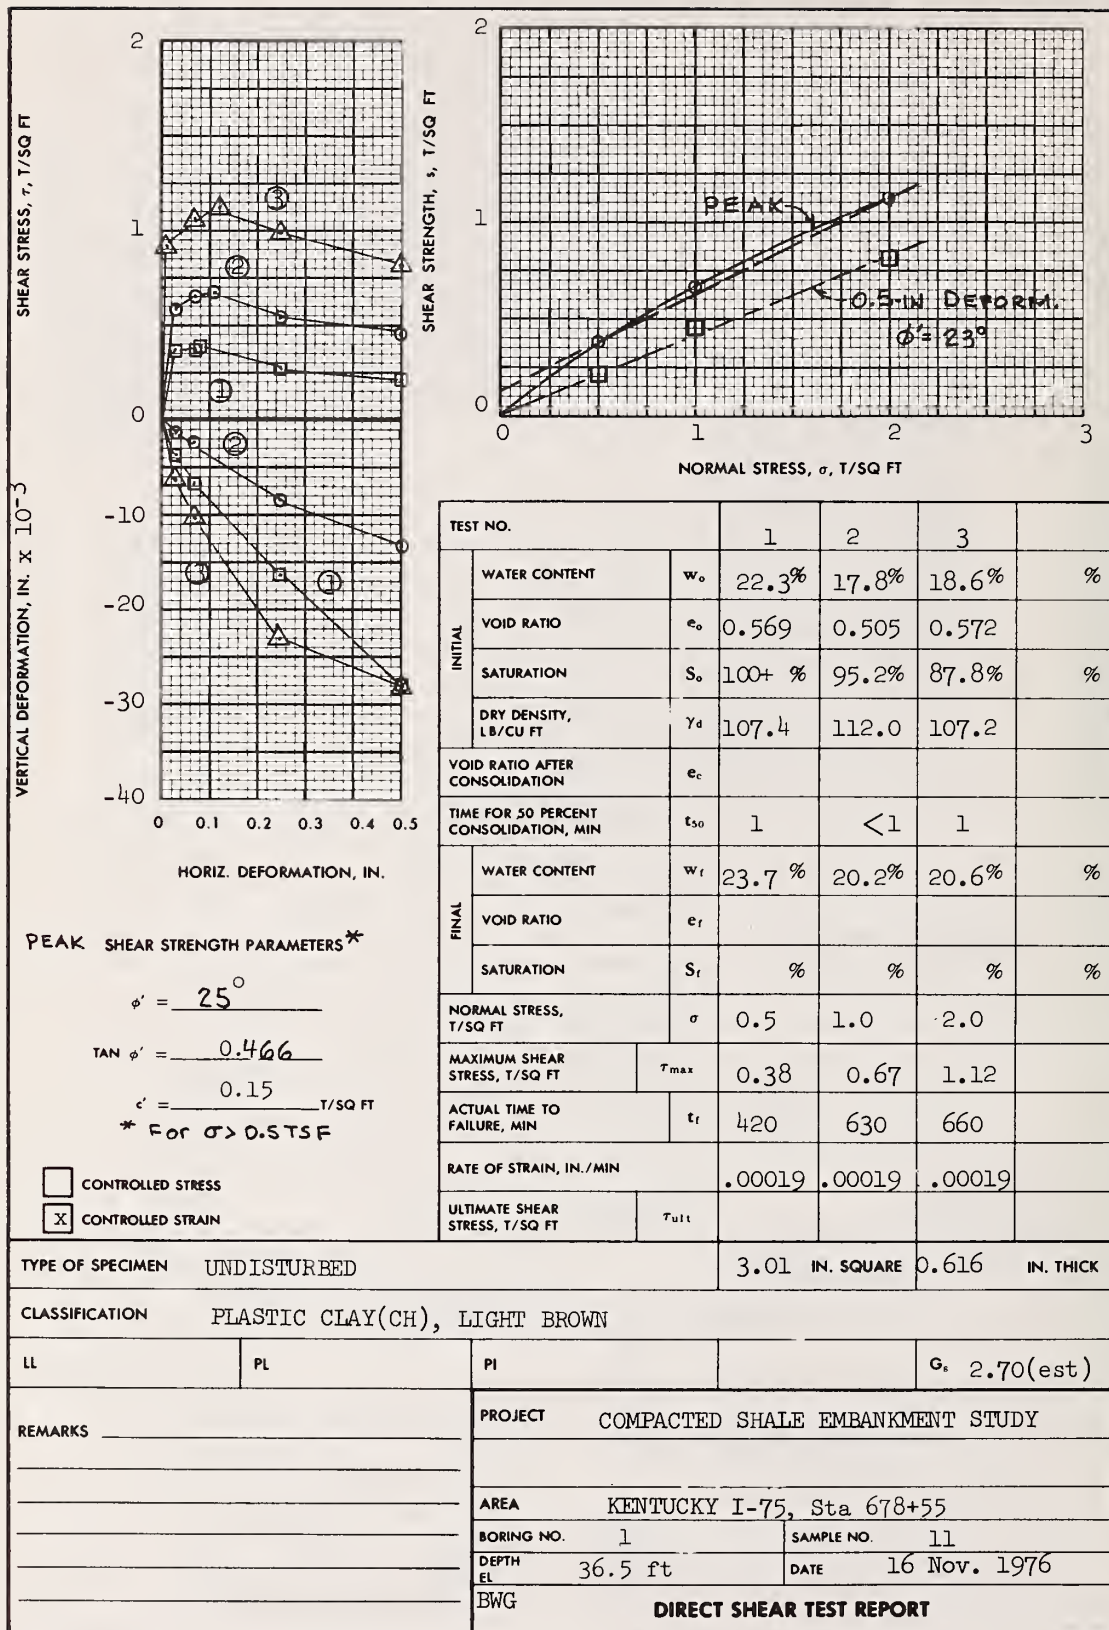 SHEAR STRESS, τ, T/SQ FT
2
1
0
③
②
①
VERTICAL DEFORMATION, IN. x 10-3
-10
-20
-30
-40
②
③
①
0 0.1 0.2 0.3 0.4 0.5
HORIZ. DEFORMATION, IN.
SHEAR STRENGTH, s, T/SQ FT
2
1
0
PEAK
0.5-IN DEFORM.
φ'= 23°
0 1 2 3
NORMAL STRESS, σ, T/SQ FT
PEAK SHEAR STRENGTH PARAMETERS*
φ' = 25°
TAN φ' = 0.466
c' = 0.15 T/SQ FT
* For σ> 0.5 TSF
CONTROLLED STRESS
X CONTROLLED STRAIN
TEST NO. 1 2 3
INITIAL
WATER CONTENT wo 22.3% 17.8% 18.6% %
VOID RATIO eo 0.569 0.505 0.572
SATURATION So 100+ % 95.2% 87.8% %
DRY DENSITY, LB/CU FT γd 107.4 112.0 107.2
VOID RATIO AFTER CONSOLIDATION ec
TIME FOR 50 PERCENT CONSOLIDATION, MIN t50 1 <1 1
FINAL
WATER CONTENT wf 23.7 % 20.2% 20.6% %
VOID RATIO ef
SATURATION Sf % % % %
NORMAL STRESS, T/SQ FT σ 0.5 1.0 2.0
MAXIMUM SHEAR STRESS, T/SQ FT τmax 0.38 0.67 1.12
ACTUAL TIME TO FAILURE, MIN tf 420 630 660
RATE OF STRAIN, IN./MIN .00019 .00019 .00019
ULTIMATE SHEAR STRESS, T/SQ FT τult
TYPE OF SPECIMEN UNDISTURBED 3.01 IN. SQUARE 0.616 IN. THICK
CLASSIFICATION PLASTIC CLAY(CH), LIGHT BROWN
LL PL PI Gs 2.70(est)
REMARKS
PROJECT COMPACTED SHALE EMBANKMENT STUDY
AREA KENTUCKY I-75, Sta 678+55
BORING NO. 1 SAMPLE NO. 11
DEPTH EL 36.5 ft DATE 16 Nov. 1976
BWG DIRECT SHEAR TEST REPORT